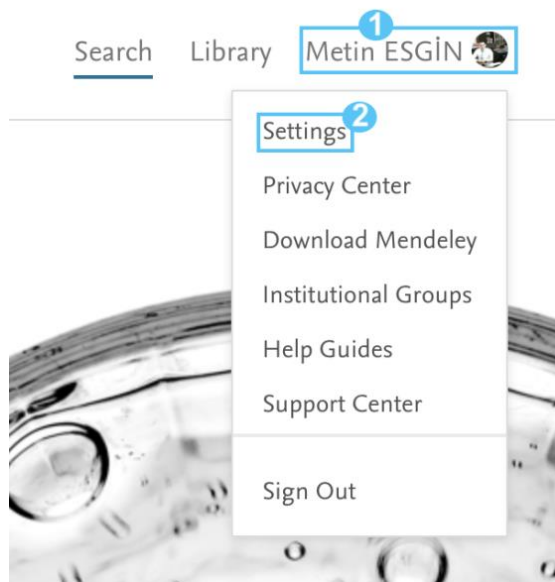 Search Library Metin ESGİN
1
Settings 2
Privacy Center
Download Mendeley
Institutional Groups
Help Guides
Support Center
Sign Out